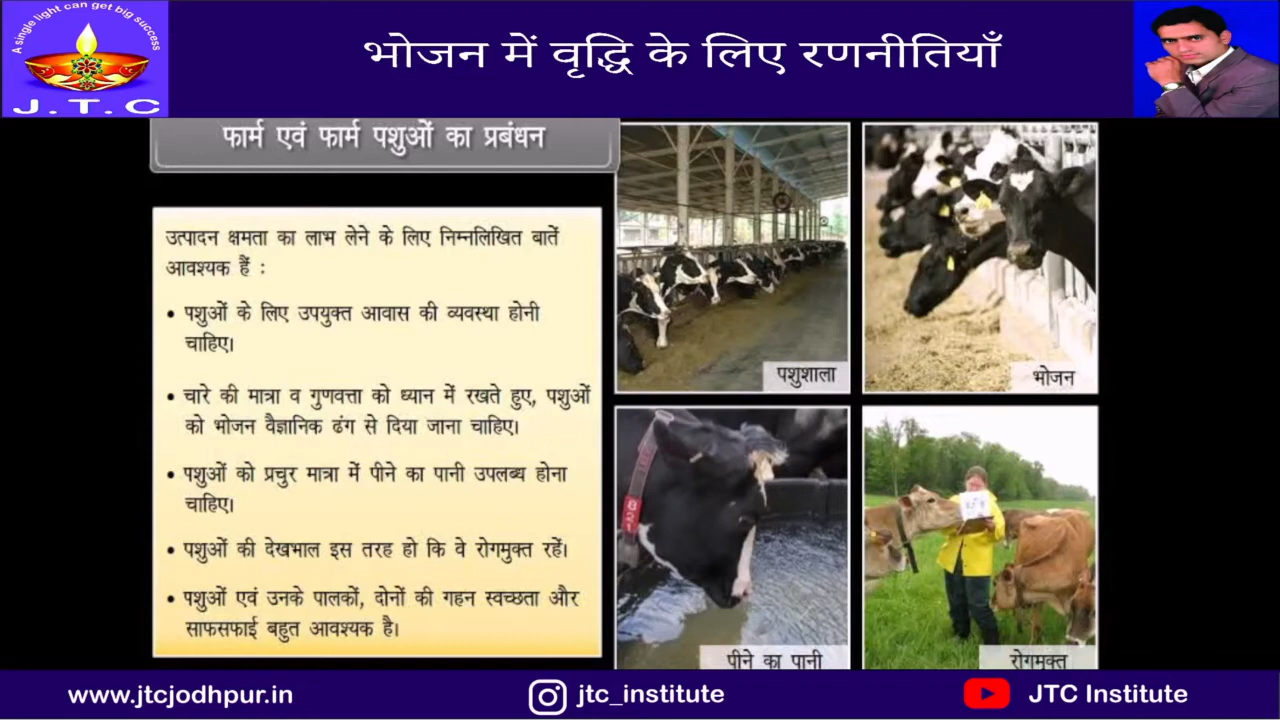 A single light can get big success
J.T.C
भोजन में वृद्धि के लिए रणनीतियाँ
फार्म एवं फार्म पशुओं का प्रबंधन
उत्पादन क्षमता का लाभ लेने के लिए निम्नलिखित बातें
आवश्यक हैं :
• पशुओं के लिए उपयुक्त आवास की व्यवस्था होनी
चाहिए।
• चारे की मात्रा व गुणवत्ता को ध्यान में रखते हुए, पशुओं
को भोजन वैज्ञानिक ढंग से दिया जाना चाहिए।
• पशुओं को प्रचुर मात्रा में पीने का पानी उपलब्ध होना
चाहिए।
• पशुओं की देखभाल इस तरह हो कि वे रोगमुक्त रहें।
• पशुओं एवं उनके पालकों, दोनों की गहन स्वच्छता और
साफसफाई बहुत आवश्यक है।
पशुशाला
भोजन
821
पीने का पानी
रोगमुक्त
www.jtcjodhpur.in
jtc_institute
JTC Institute